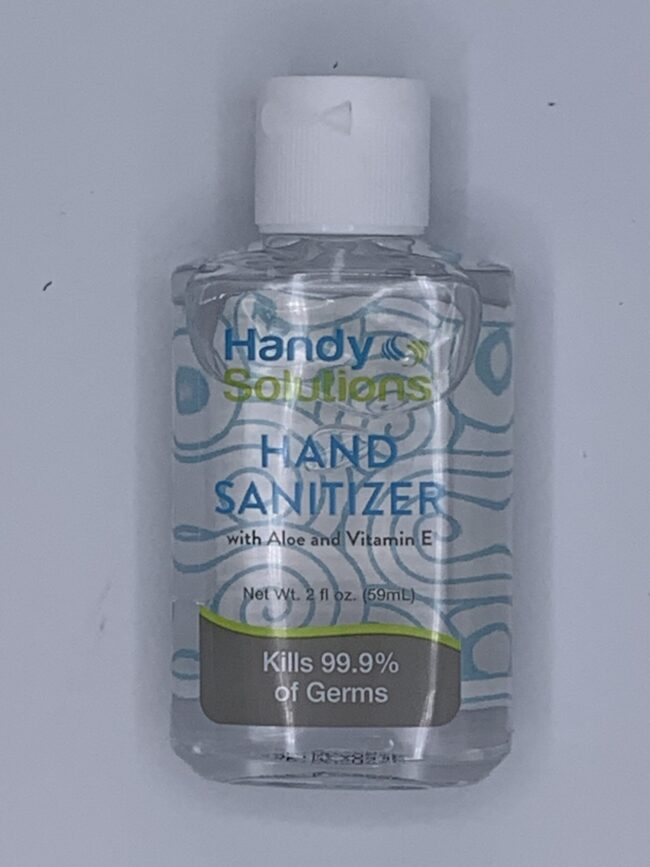 Handy
Solutions
HAND
SANITIZER
with Aloe and Vitamin E
Net Wt. 2 fl oz. (59mL)
Kills 99.9%
of Germs